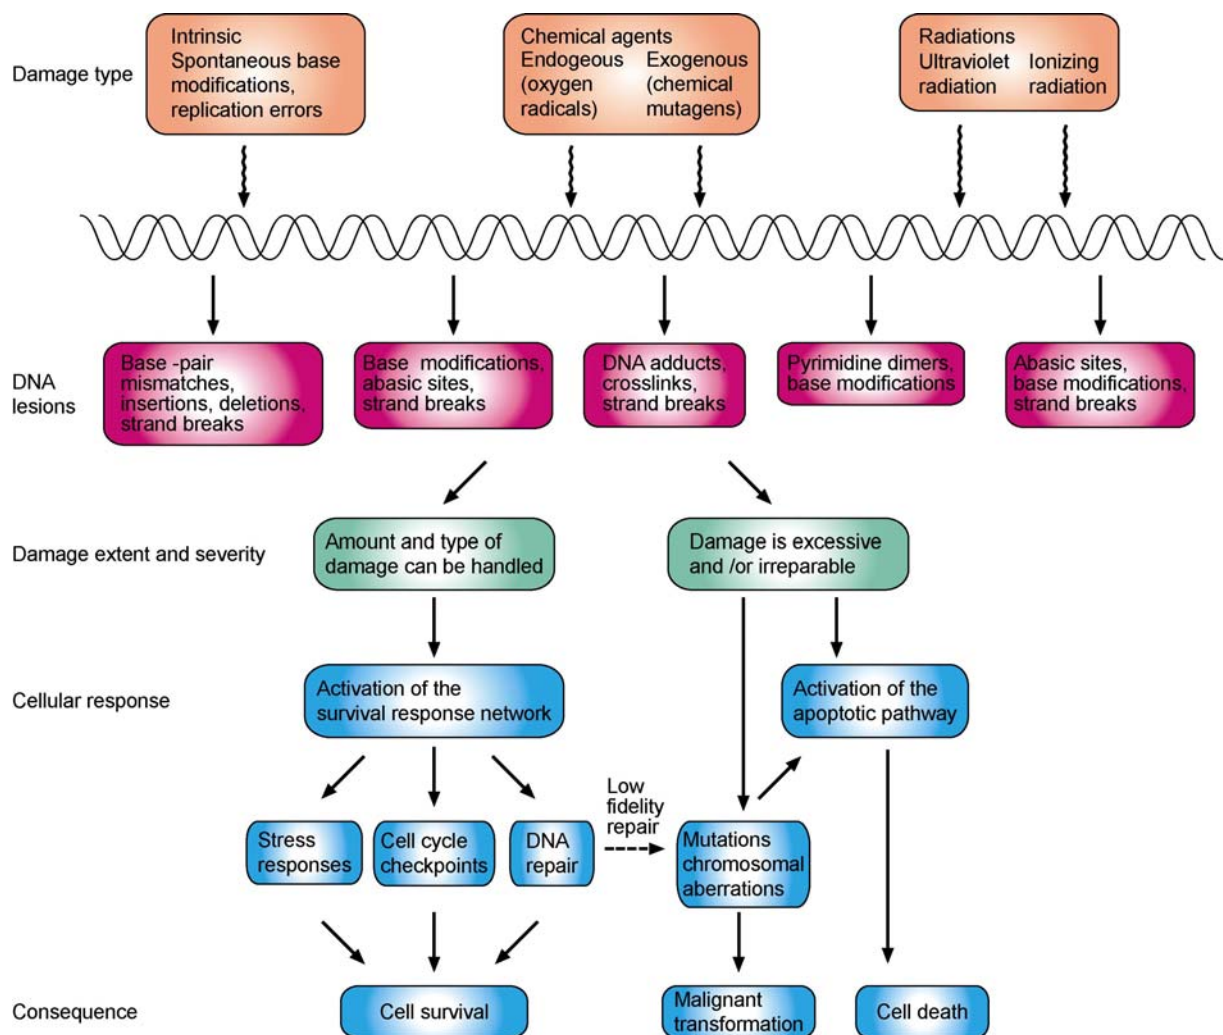 Damage type
Intrinsic
Spontaneous base
modifications,
replication errors
Chemical agents
Endogeous
(oxygen
radicals)
Exogenous
(chemical
mutagens)
Radiations
Ultraviolet
radiation
Ionizing
radiation
DNA
lesions
Base -pair
mismatches,
insertions, deletions,
strand breaks
Base modifications,
abasic sites,
strand breaks
DNA adducts,
crosslinks,
strand breaks
Pyrimidine dimers,
base modifications
Abasic sites,
base modifications,
strand breaks
Damage extent and severity
Amount and type of
damage can be handled
Damage is excessive
and /or irreparable
Cellular response
Activation of the
survival response network
Activation of the
apoptotic pathway
Stress
responses
Cell cycle
checkpoints
DNA
repair
Low
fidelity
repair
Mutations
chromosomal
aberrations
Consequence
Cell survival
Malignant
transformation
Cell death